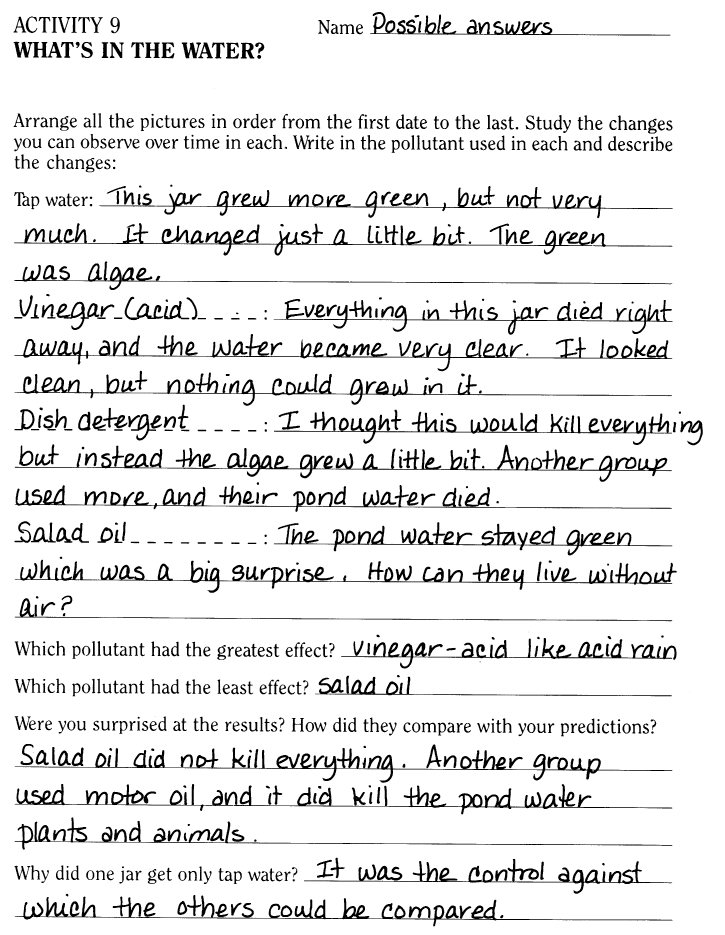 ACTIVITY 9
Name Possible answers
WHAT'S IN THE WATER?
Arrange all the pictures in order from the first date to the last. Study the changes
you can observe over time in each. Write in the pollutant used in each and describe
the changes:
Tap water: This jar grew more green, but not very
much. It changed just a little bit. The green
was algae.
Vinegar (acid) _ _ _ : Everything in this jar died right
away, and the water became very clear. It looked
clean, but nothing could grow in it.
Dish detergent _ _ _ _ : I thought this would kill everything
but instead the algae grew a little bit. Another group
used more, and their pond water died.
Salad oil _ _ _ _ _ _ _ _ : The pond water stayed green
which was a big surprise. How can they live without
air?
Which pollutant had the greatest effect? vinegar-acid like acid rain
Which pollutant had the least effect? salad oil
Were you surprised at the results? How did they compare with your predictions?
Salad oil did not kill everything. Another group
used motor oil, and it did kill the pond water
plants and animals.
Why did one jar get only tap water? It was the control against
which the others could be compared.